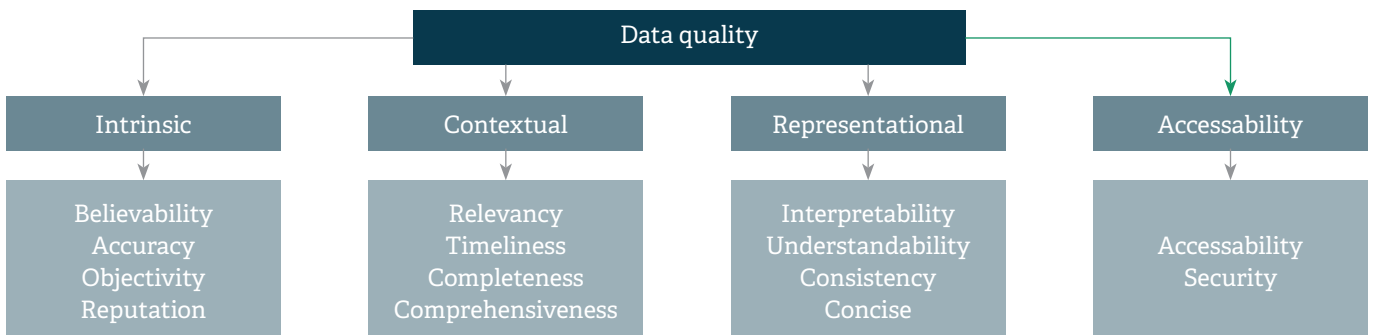 Data quality
Intrinsic
Contextual
Representational
Accessability
Believability
Accuracy
Objectivity
Reputation
Relevancy
Timeliness
Completeness
Comprehensiveness
Interpretability
Understandability
Consistency
Concise
Accessability
Security